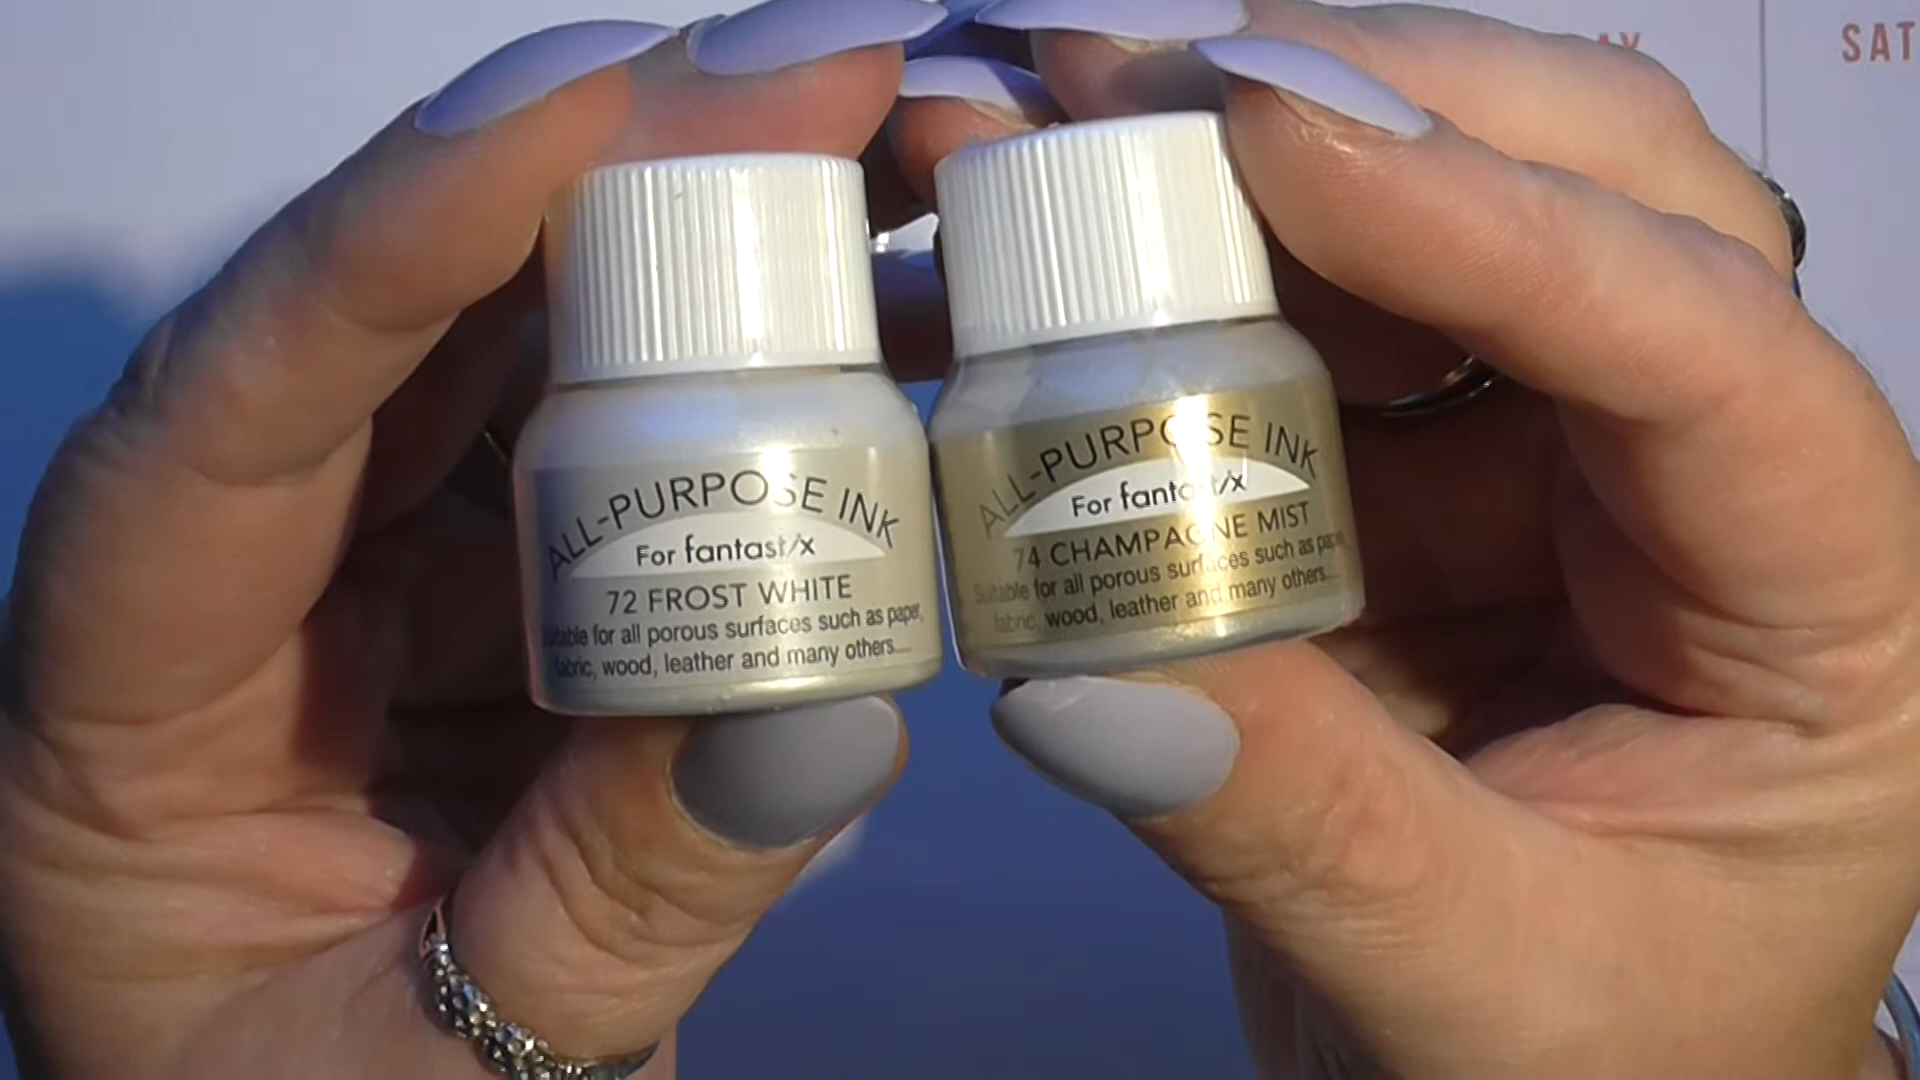 ALL-PURPOSE INK
For fantastix
72 FROST WHITE
Suitable for all porous surfaces such as paper,
fabric, wood, leather and many others....
ALL-PURPOSE INK
For fantastix
74 CHAMPAGNE MIST
Suitable for all porous surfaces such as paper,
fabric, wood, leather and many others....
SAT